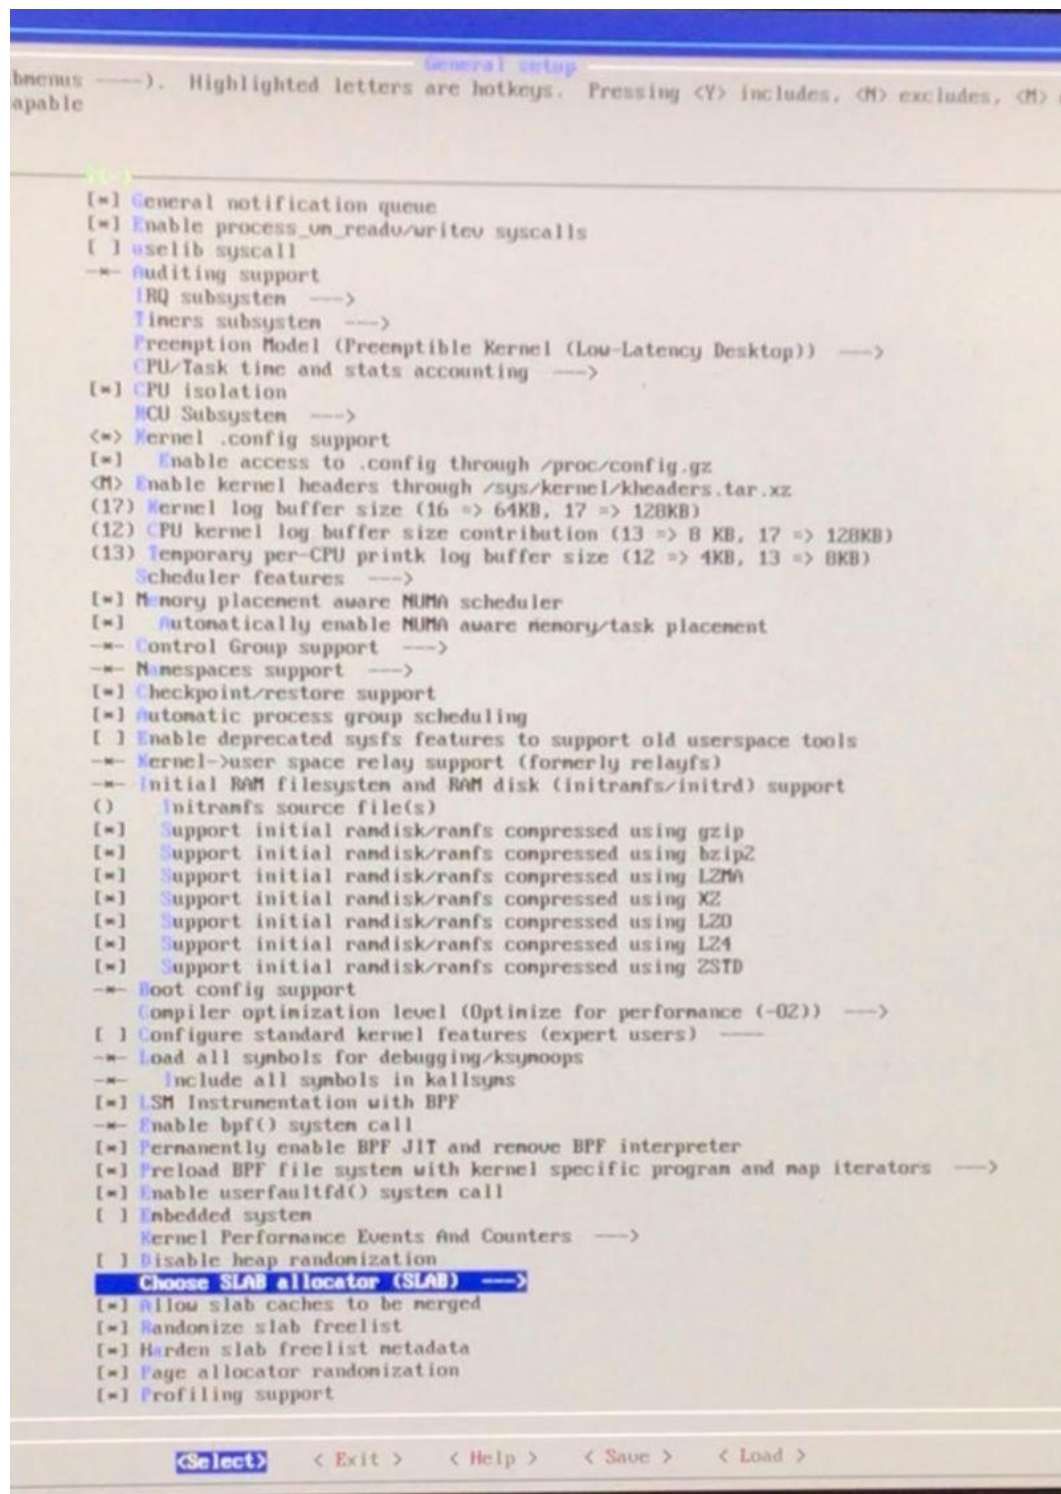 General setup
bmenus ----).  Highlighted letters are hotkeys.  Pressing <Y> includes, <N> excludes, <M>
apable
(-)
[*] General notification queue
[*] Enable process_vm_readv/writev syscalls
[ ] uselib syscall
-*- Auditing support
IRQ subsystem  --->
Timers subsystem  --->
Preemption Model (Preemptible Kernel (Low-Latency Desktop))  --->
CPU/Task time and stats accounting  --->
[*] CPU isolation
RCU Subsystem  --->
<*> Kernel .config support
[*]   Enable access to .config through /proc/config.gz
<M> Enable kernel headers through /sys/kernel/kheaders.tar.xz
(17) Kernel log buffer size (16 => 64KB, 17 => 128KB)
(12) CPU kernel log buffer size contribution (13 => 8 KB, 17 => 128KB)
(13) Temporary per-CPU printk log buffer size (12 => 4KB, 13 => 8KB)
Scheduler features  --->
[*] Memory placement aware NUMA scheduler
[*]   Automatically enable NUMA aware memory/task placement
-*- Control Group support  --->
-*- Namespaces support  --->
[*] Checkpoint/restore support
[*] Automatic process group scheduling
[ ] Enable deprecated sysfs features to support old userspace tools
-*- Kernel->user space relay support (formerly relayfs)
-*- Initial RAM filesystem and RAM disk (initramfs/initrd) support
()    Initramfs source file(s)
[*]   Support initial ramdisk/ramfs compressed using gzip
[*]   Support initial ramdisk/ramfs compressed using bzip2
[*]   Support initial ramdisk/ramfs compressed using LZMA
[*]   Support initial ramdisk/ramfs compressed using XZ
[*]   Support initial ramdisk/ramfs compressed using LZO
[*]   Support initial ramdisk/ramfs compressed using LZ4
[*]   Support initial ramdisk/ramfs compressed using ZSTD
-*- Boot config support
Compiler optimization level (Optimize for performance (-O2))  --->
[ ] Configure standard kernel features (expert users)  ----
-*- Load all symbols for debugging/ksymoops
-*-   Include all symbols in kallsyms
[*] LSM Instrumentation with BPF
-*- Enable bpf() system call
[*] Permanently enable BPF JIT and remove BPF interpreter
[*] Preload BPF file system with kernel specific program and map iterators  --->
[*] Enable userfaultfd() system call
[ ] Embedded system
Kernel Performance Events And Counters  --->
[ ] Disable heap randomization
Choose SLAB allocator (SLAB)  --->
[*] Allow slab caches to be merged
[*] Randomize slab freelist
[*] Harden slab freelist metadata
[*] Page allocator randomization
[*] Profiling support
<Select>    < Exit >    < Help >    < Save >    < Load >